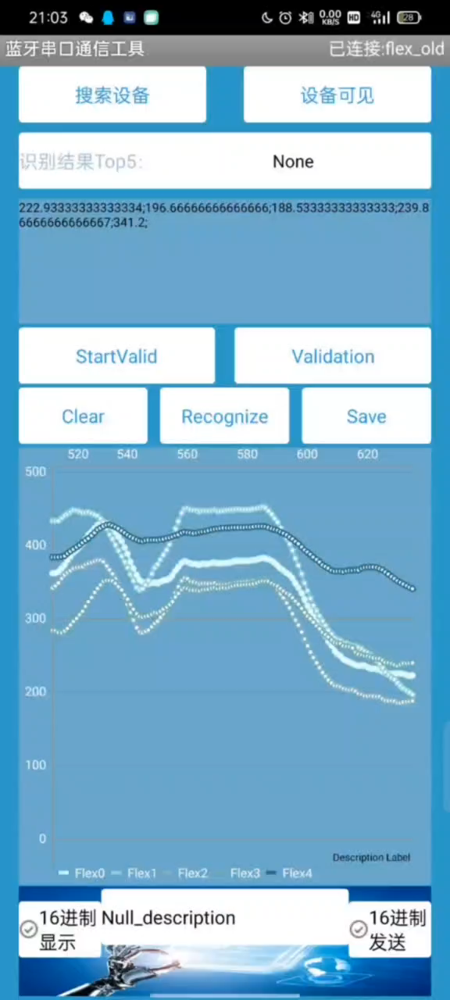 21:03 0.00 KB/S HD 4G 28
蓝牙串口通信工具 已连接:flex_old
搜索设备 设备可见
识别结果Top5: None
222.93333333333334;196.66666666666666;188.53333333333333;239.8
6666666666667;341.2;
StartValid Validation
Clear Recognize Save
520 540 560 580 600 620
500
400
300
200
100
0
Description Label
Flex0 Flex1 Flex2 Flex3 Flex4
16进制 Null_description 16进制
显示 发送